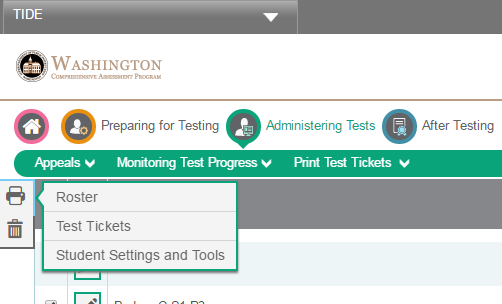 TIDE
WASHINGTON
COMPREHENSIVE ASSESSMENT PROGRAM
Preparing for Testing
Administering Tests
After Testing
Appeals
Monitoring Test Progress
Print Test Tickets
Roster
Test Tickets
Student Settings and Tools